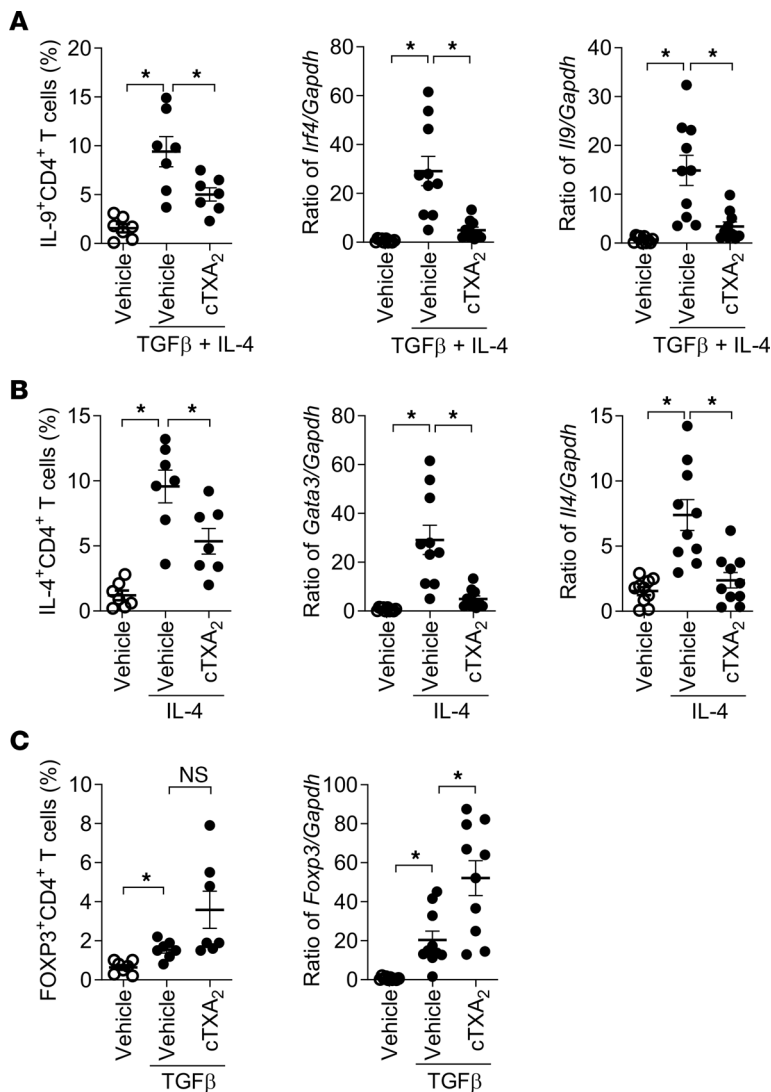 A
IL-9⁺CD4⁺ T cells (%)
20
15
10
5
0
* *
Vehicle
Vehicle
cTXA₂
TGFβ + IL-4
Ratio of Irf4/Gapdh
80
60
40
20
0
* *
Vehicle
Vehicle
cTXA₂
TGFβ + IL-4
Ratio of Il9/Gapdh
40
30
20
10
0
* *
Vehicle
Vehicle
cTXA₂
TGFβ + IL-4
B
IL-4⁺CD4⁺ T cells (%)
15
10
5
0
* *
Vehicle
Vehicle
cTXA₂
IL-4
Ratio of Gata3/Gapdh
80
60
40
20
0
* *
Vehicle
Vehicle
cTXA₂
IL-4
Ratio of Il4/Gapdh
15
10
5
0
* *
Vehicle
Vehicle
cTXA₂
IL-4
C
FOXP3⁺CD4⁺ T cells (%)
10
8
6
4
2
0
* NS
Vehicle
Vehicle
cTXA₂
TGFβ
Ratio of Foxp3/Gapdh
100
80
60
40
20
0
* *
Vehicle
Vehicle
cTXA₂
TGFβ